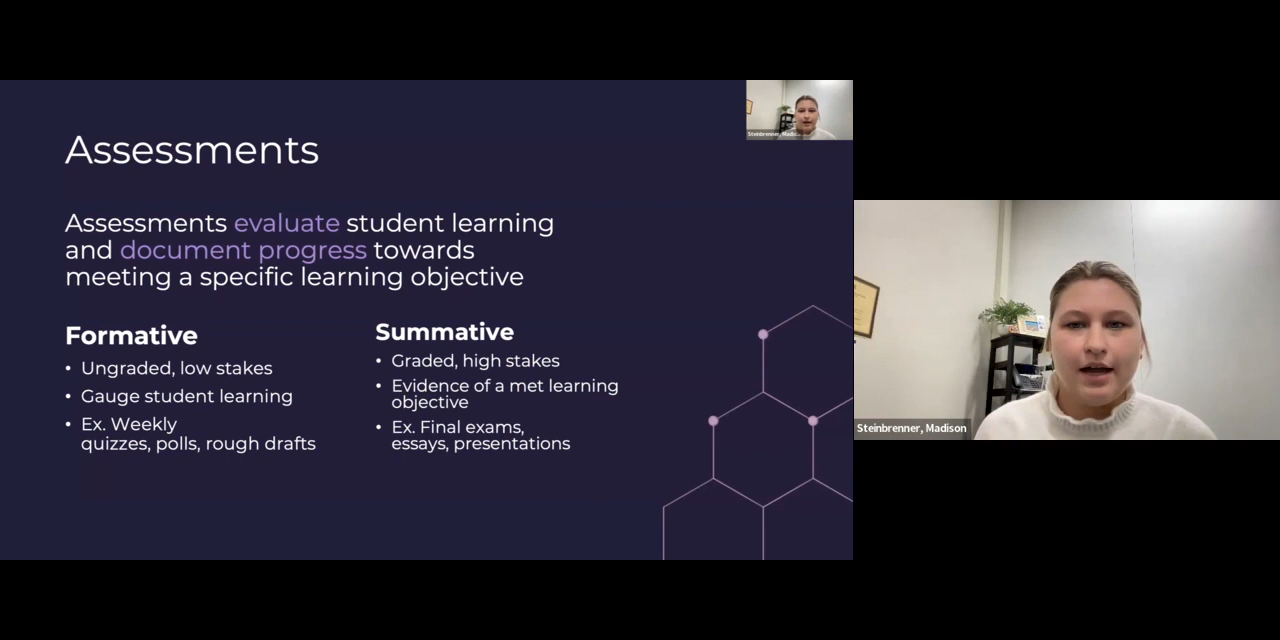 Assessments
Assessments evaluate student learning
and document progress towards
meeting a specific learning objective
Formative
• Ungraded, low stakes
• Gauge student learning
• Ex. Weekly
quizzes, polls, rough drafts
Summative
• Graded, high stakes
• Evidence of a met learning
objective
• Ex. Final exams,
essays, presentations
Steinbrenner, Madison